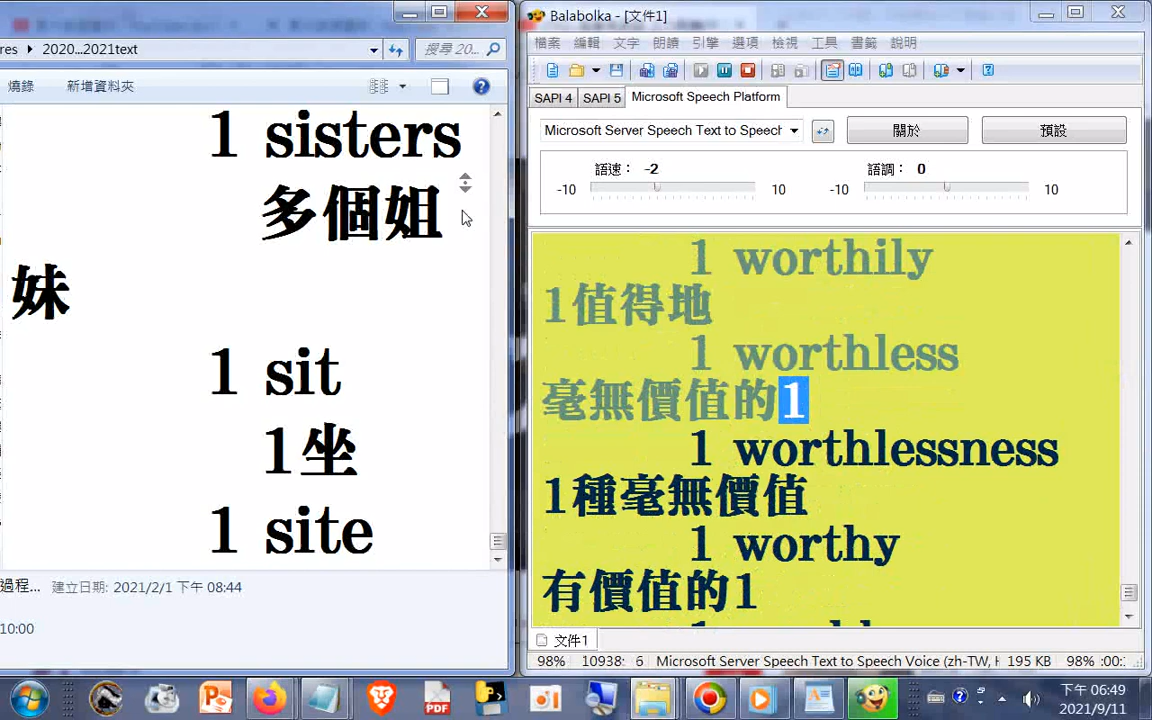 res ▸ 2020...2021text
搜尋 20...
燒錄 新增資料夾
1 sisters
多個姐
妹
1 sit
1坐
1 site
過程... 建立日期: 2021/2/1 下午 08:44
10:00
Balabolka - [文件1]
檔案 編輯 文字 朗讀 引擎 選項 檢視 工具 書籤 說明
SAPI 4 SAPI 5 Microsoft Speech Platform
Microsoft Server Speech Text to Speech 關於 預設
語速： -2 語調： 0
-10 10 -10 10
1 worthily
1值得地
1 worthless
毫無價值的1
1 worthlessness
1種毫無價值
1 worthy
有價值的1
文件1
98% 10938: 6 Microsoft Server Speech Text to Speech Voice (zh-TW, 195 KB 98%
下午 06:49
2021/9/11